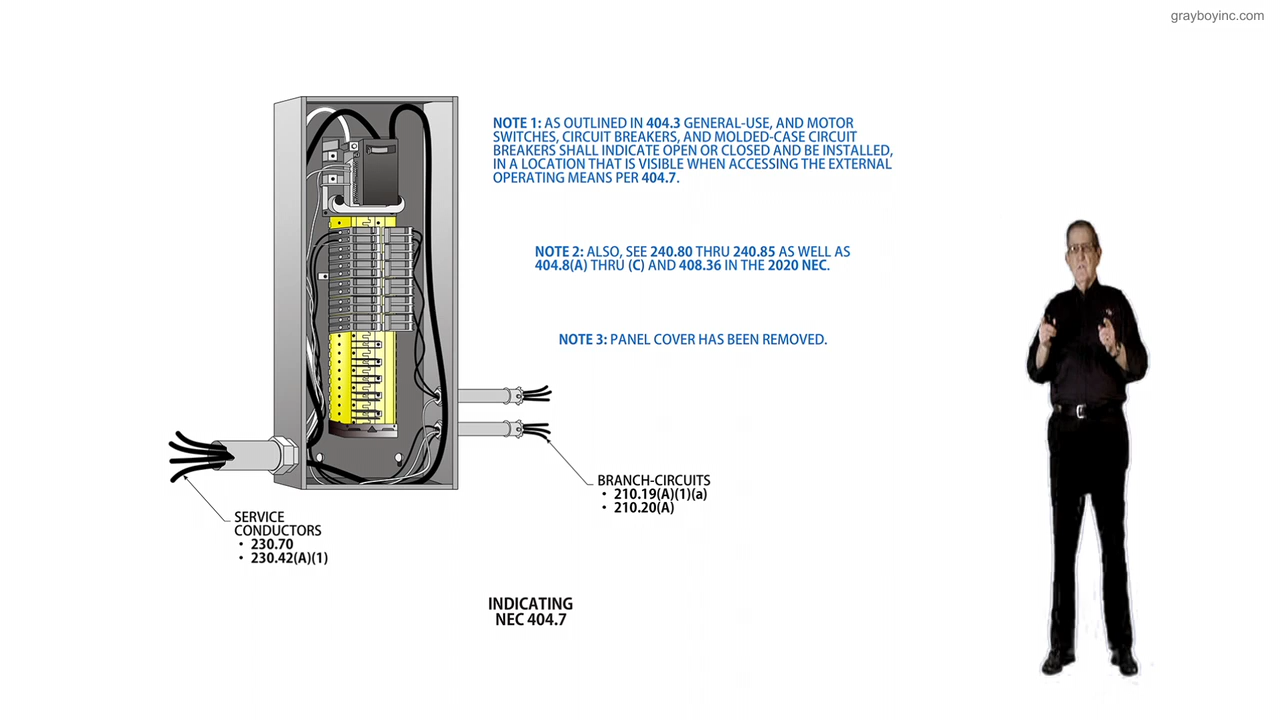 grayboyinc.com
NOTE 1: AS OUTLINED IN 404.3 GENERAL-USE, AND MOTOR
SWITCHES, CIRCUIT BREAKERS, AND MOLDED-CASE CIRCUIT
BREAKERS SHALL INDICATE OPEN OR CLOSED AND BE INSTALLED,
IN A LOCATION THAT IS VISIBLE WHEN ACCESSING THE EXTERNAL
OPERATING MEANS PER 404.7.
NOTE 2: ALSO, SEE 240.80 THRU 240.85 AS WELL AS
404.8(A) THRU (C) AND 408.36 IN THE 2020 NEC.
NOTE 3: PANEL COVER HAS BEEN REMOVED.
BRANCH-CIRCUITS
• 210.19(A)(1)(a)
• 210.20(A)
SERVICE
CONDUCTORS
• 230.70
• 230.42(A)(1)
INDICATING
NEC 404.7